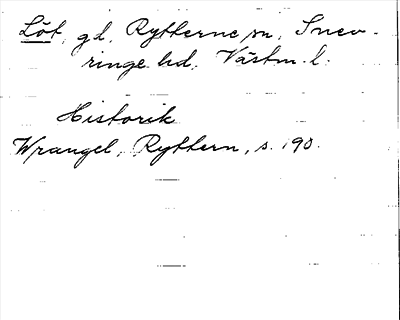 Löt, gd, Rytterne sn, Snev-
ringe hd. Västm. l.
Historik
Wrangel, Ryttern, s. 190.